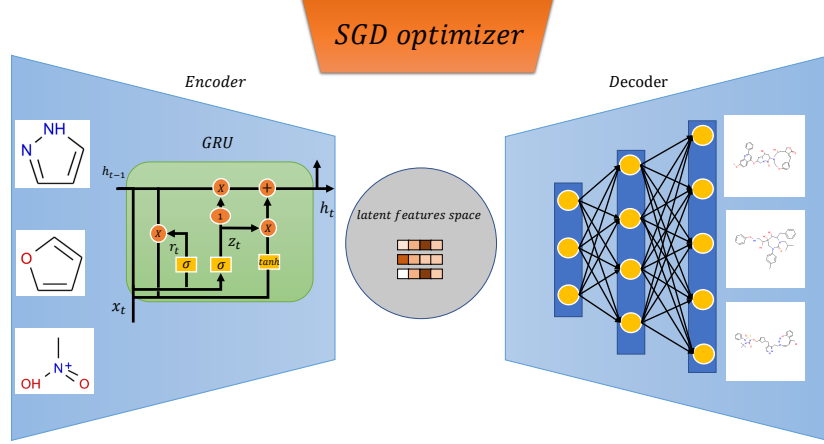 SGD optimizer
Encoder
Decoder
NH
N
GRU
h_{t-1}
X
+
h_t
1
X
r_t
z_t
X
σ
σ
tanh
x_t
O
N+
OH
O
latent features space